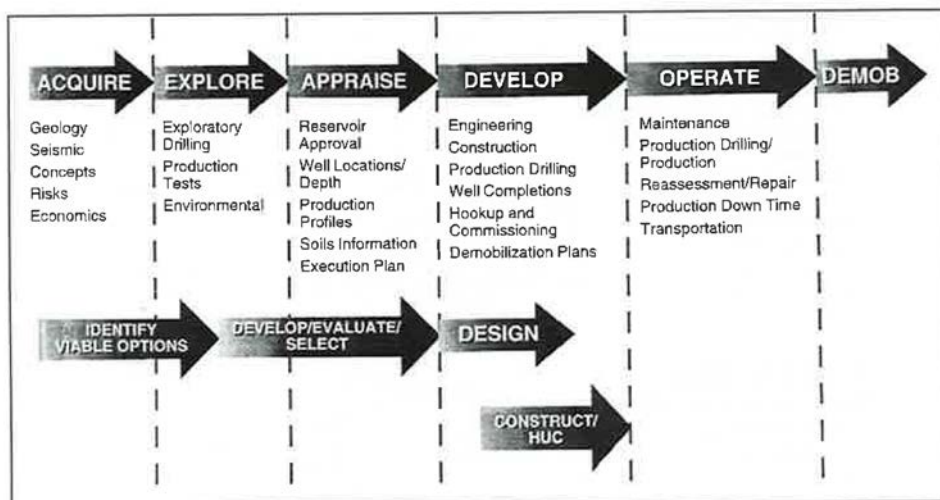 ACQUIRE
EXPLORE
APPRAISE
DEVELOP
OPERATE
DEMOB
Geology
Seismic
Concepts
Risks
Economics
Exploratory
Drilling
Production
Tests
Environmental
Reservoir
Approval
Well Locations/
Depth
Production
Profiles
Soils Information
Execution Plan
Engineering
Construction
Production Drilling
Well Completions
Hookup and
Commissioning
Demobilization Plans
Maintenance
Production Drilling/
Production
Reassessment/Repair
Production Down Time
Transportation
IDENTIFY
VIABLE OPTIONS
DEVELOP/EVALUATE/
SELECT
DESIGN
CONSTRUCT/
HUC